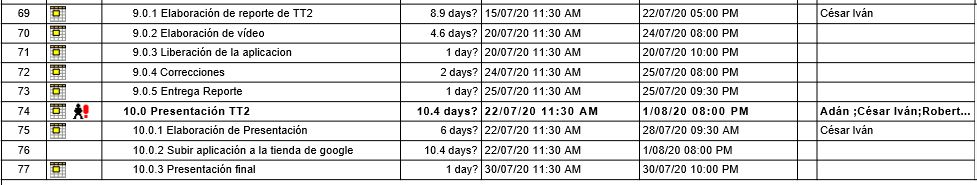 69 9.0.1 Elaboración de reporte de TT2 8.9 days? 15/07/20 11:30 AM 22/07/20 05:00 PM César Iván
70 9.0.2 Elaboración de vídeo 4.6 days? 20/07/20 11:30 AM 24/07/20 08:00 PM
71 9.0.3 Liberación de la aplicacion 1 day? 20/07/20 11:30 AM 20/07/20 10:00 PM
72 9.0.4 Correcciones 2 days? 24/07/20 11:30 AM 25/07/20 08:00 PM
73 9.0.5 Entrega Reporte 1 day? 25/07/20 11:30 AM 25/07/20 09:30 PM
74 10.0 Presentación TT2 10.4 days? 22/07/20 11:30 AM 1/08/20 08:00 PM Adán ;César Iván;Robert...
75 10.0.1 Elaboración de Presentación 6 days? 22/07/20 11:30 AM 28/07/20 09:30 AM César Iván
76 10.0.2 Subir aplicación a la tienda de google 10.4 days? 22/07/20 11:30 AM 1/08/20 08:00 PM
77 10.0.3 Presentación final 1 day? 30/07/20 11:30 AM 30/07/20 10:00 PM